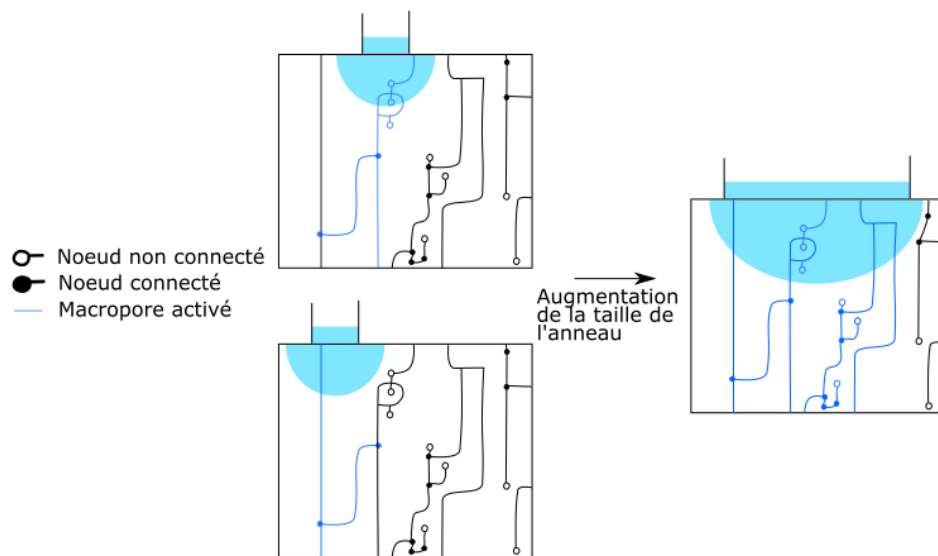 Noeud non connecté
Noeud connecté
Macropore activé
Augmentation
de la taille de
l'anneau